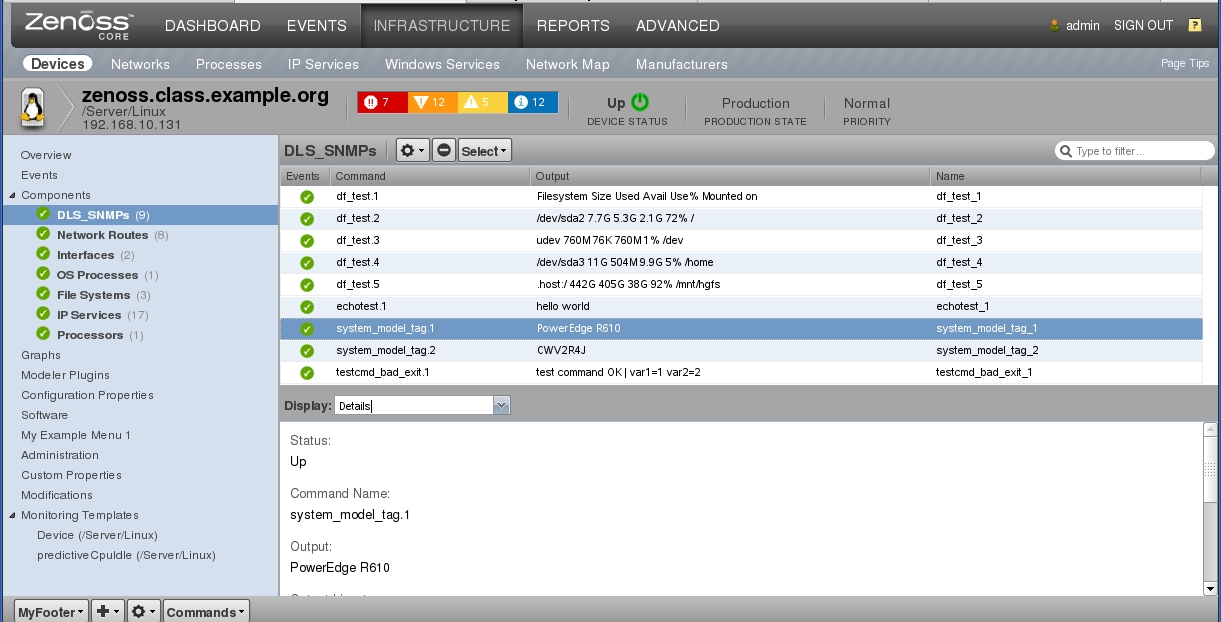 Zenoss CORE DASHBOARD EVENTS INFRASTRUCTURE REPORTS ADVANCED admin SIGN OUT ?
Devices Networks Processes IP Services Windows Services Network Map Manufacturers Page Tips
zenoss.class.example.org
/Server/Linux
192.168.10.131
7 12 5 12
Up
DEVICE STATUS
Production
PRODUCTION STATE
Normal
PRIORITY
Overview
Events
Components
DLS_SNMPs (9)
Network Routes (8)
Interfaces (2)
OS Processes (1)
File Systems (3)
IP Services (17)
Processors (1)
Graphs
Modeler Plugins
Configuration Properties
Software
My Example Menu 1
Administration
Custom Properties
Modifications
Monitoring Templates
Device (/Server/Linux)
predictiveCpuIdle (/Server/Linux)
DLS_SNMPs Select Type to filter...
Events Command Output Name
df_test.1 Filesystem Size Used Avail Use% Mounted on df_test_1
df_test.2 /dev/sda2 7.7G 5.3G 2.1G 72% / df_test_2
df_test.3 udev 760M 76K 760M 1% /dev df_test_3
df_test.4 /dev/sda3 11G 504M 9.9G 5% /home df_test_4
df_test.5 .host:/ 442G 405G 38G 92% /mnt/hgfs df_test_5
echotest.1 hello world echotest_1
system_model_tag.1 PowerEdge R610 system_model_tag_1
system_model_tag.2 CWV2R4J system_model_tag_2
testcmd_bad_exit.1 test command OK | var1=1 var2=2 testcmd_bad_exit_1
Display: Details
Status:
Up
Command Name:
system_model_tag.1
Output:
PowerEdge R610
MyFooter Commands